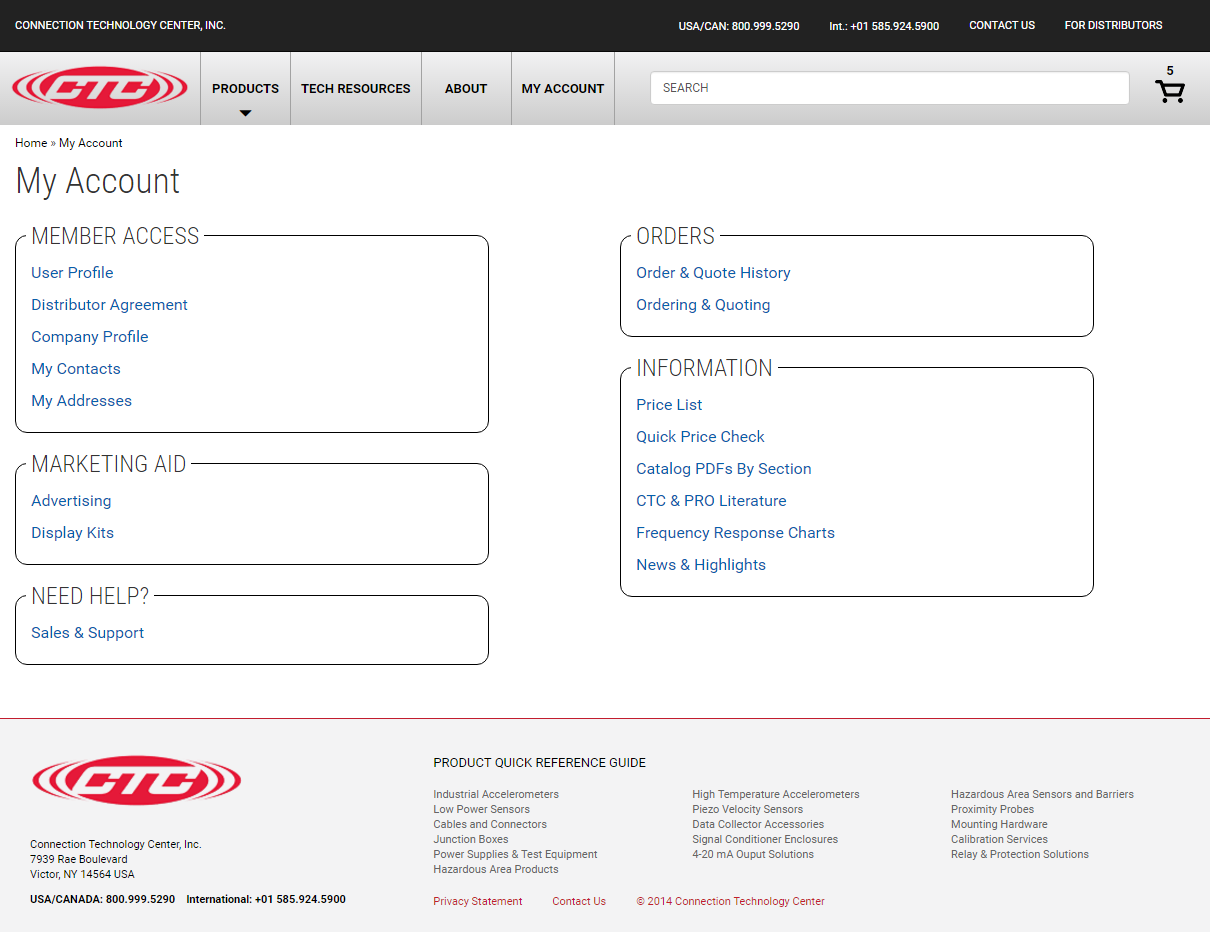 CONNECTION TECHNOLOGY CENTER, INC.
USA/CAN: 800.999.5290
Int.: +01 585.924.5900
CONTACT US
FOR DISTRIBUTORS
CTC
PRODUCTS
TECH RESOURCES
ABOUT
MY ACCOUNT
SEARCH
5
Home » My Account
My Account
MEMBER ACCESS
User Profile
Distributor Agreement
Company Profile
My Contacts
My Addresses
MARKETING AID
Advertising
Display Kits
NEED HELP?
Sales & Support
ORDERS
Order & Quote History
Ordering & Quoting
INFORMATION
Price List
Quick Price Check
Catalog PDFs By Section
CTC & PRO Literature
Frequency Response Charts
News & Highlights
CTC
Connection Technology Center, Inc.
7939 Rae Boulevard
Victor, NY 14564 USA
USA/CANADA: 800.999.5290 International: +01 585.924.5900
PRODUCT QUICK REFERENCE GUIDE
Industrial Accelerometers
Low Power Sensors
Cables and Connectors
Junction Boxes
Power Supplies & Test Equipment
Hazardous Area Products
High Temperature Accelerometers
Piezo Velocity Sensors
Data Collector Accessories
Signal Conditioner Enclosures
4-20 mA Ouput Solutions
Hazardous Area Sensors and Barriers
Proximity Probes
Mounting Hardware
Calibration Services
Relay & Protection Solutions
Privacy Statement
Contact Us
© 2014 Connection Technology Center